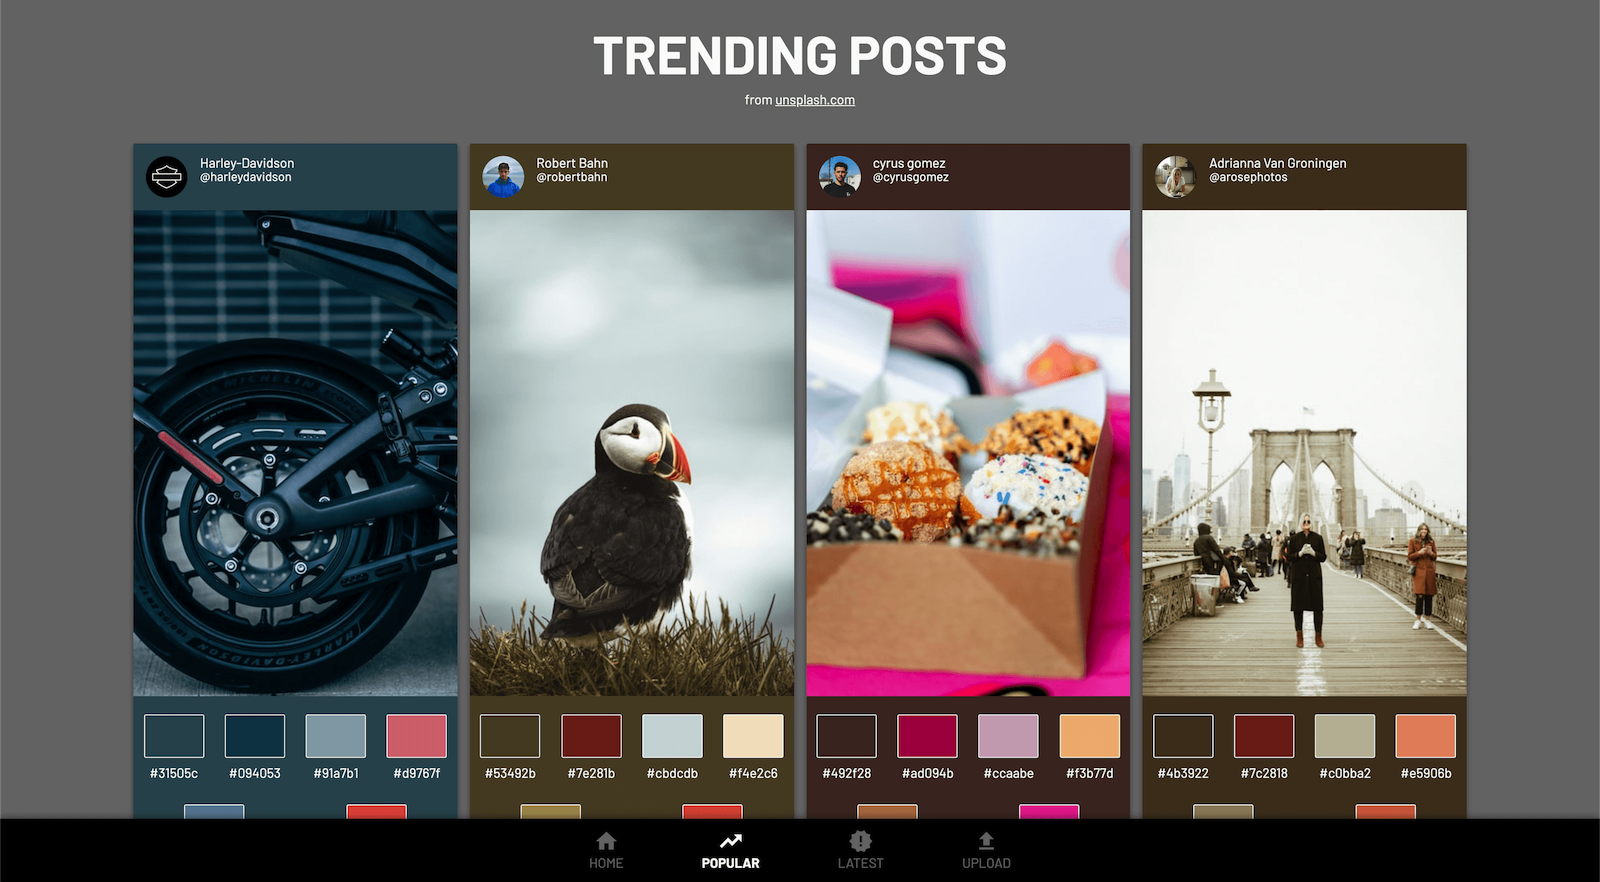 TRENDING POSTS
from unsplash.com
Harley-Davidson
@harleydavidson
Robert Bahn
@robertbahn
cyrus gomez
@cyrusgomez
Adrianna Van Groningen
@arosephotos
HARLEY-DAVIDSON
#31505c #094053 #91a7b1 #d9767f
#53492b #7e281b #cbdcdb #f4e2c6
#492f28 #ad094b #ccaabe #f3b77d
#4b3922 #7c2818 #c0bba2 #e5906b
HOME
POPULAR
LATEST
UPLOAD